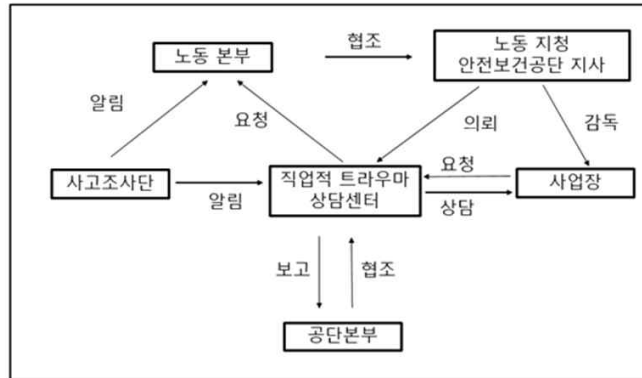 노동 본부
협조
노동 지청
안전보건공단 지사
알림
요청
의뢰
감독
사고조사단
알림
직업적 트라우마
상담센터
요청
상담
사업장
보고
협조
공단본부